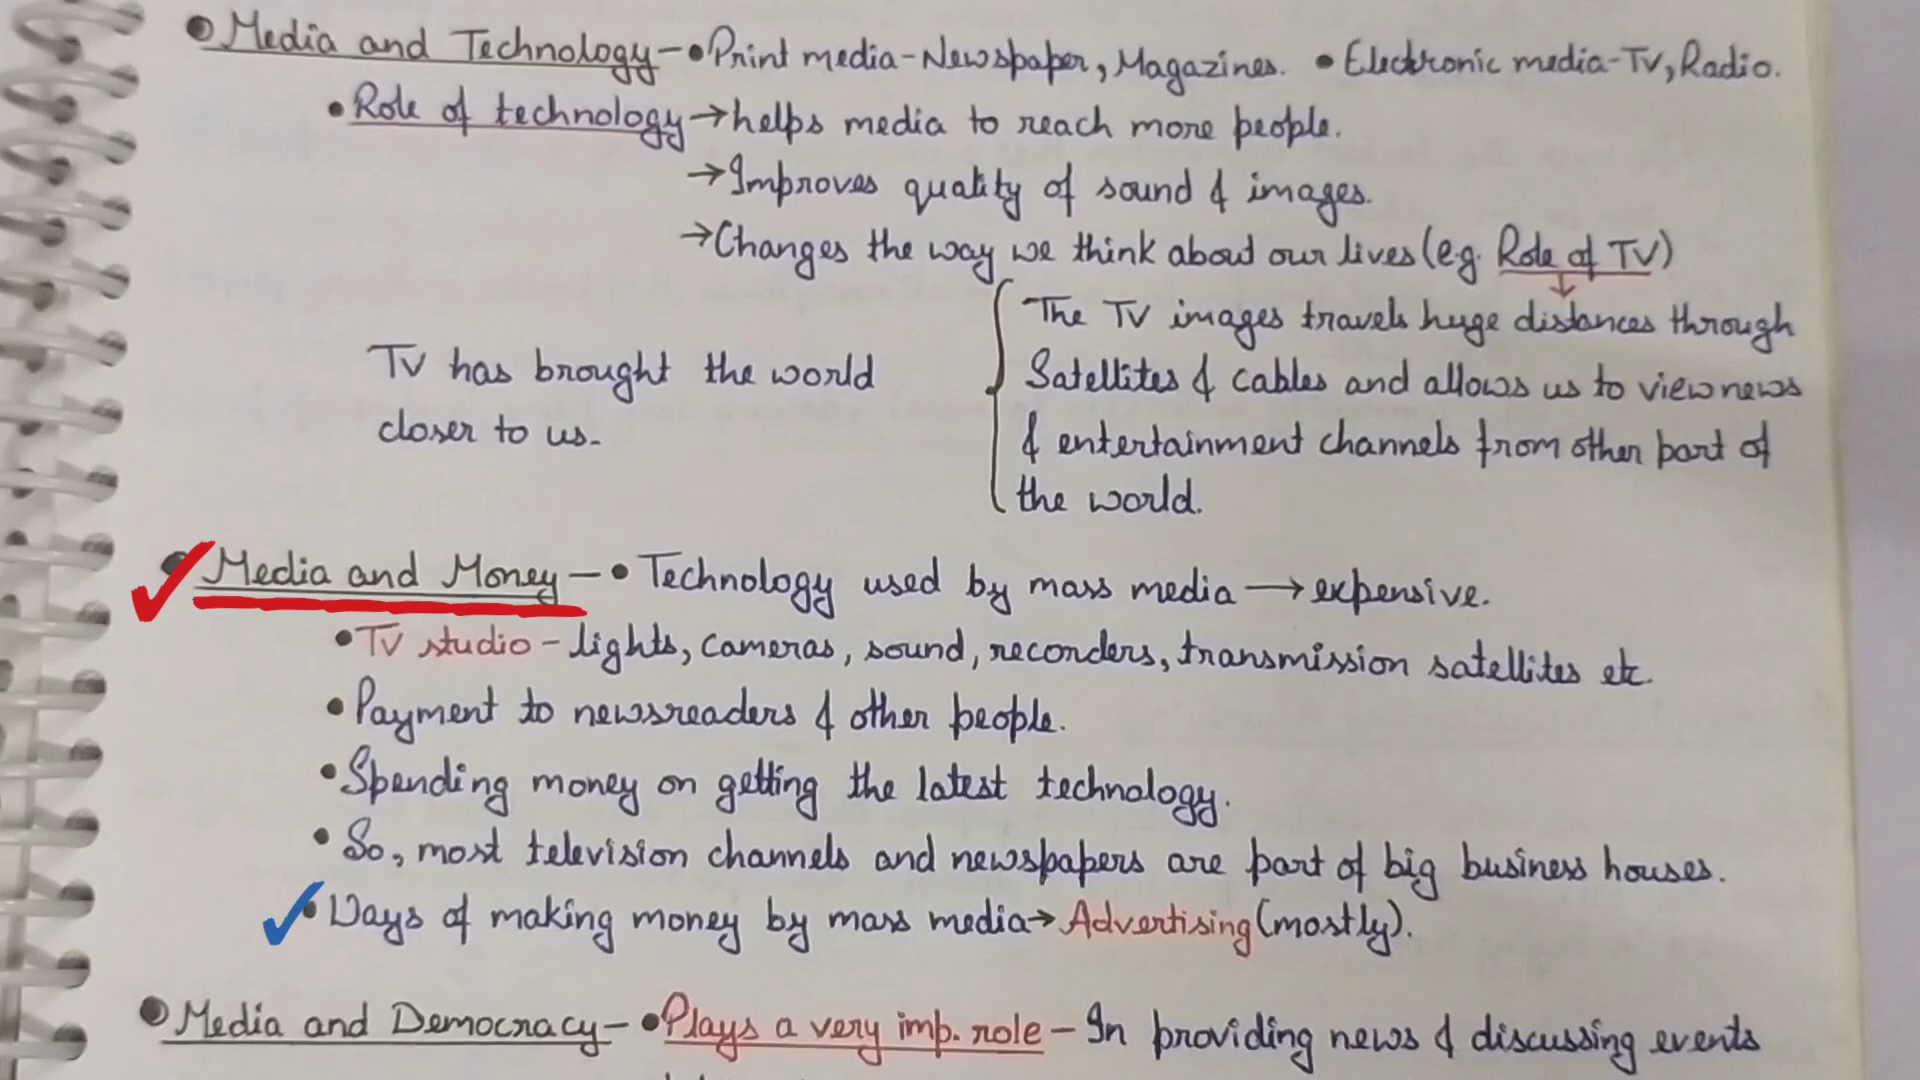 • Media and Technology - • Print media - Newspaper, Magazines. • Electronic media - TV, Radio.
• Role of technology → helps media to reach more people.
→ Improves quality of sound & images.
→ Changes the way we think about our lives (e.g. Role of TV)
The TV images travels huge distances through
Satellites & cables and allows us to view news
& entertainment channels from other part of
the world.
TV has brought the world
closer to us.
• Media and Money - • Technology used by mass media → expensive.
• TV studio - lights, cameras, sound, recorders, transmission satellites etc.
• Payment to newsreaders & other people.
• Spending money on getting the latest technology.
• So, most television channels and newspapers are part of big business houses.
• Ways of making money by mass media → Advertising (mostly).
• Media and Democracy - • Plays a very imp. role - In providing news & discussing events